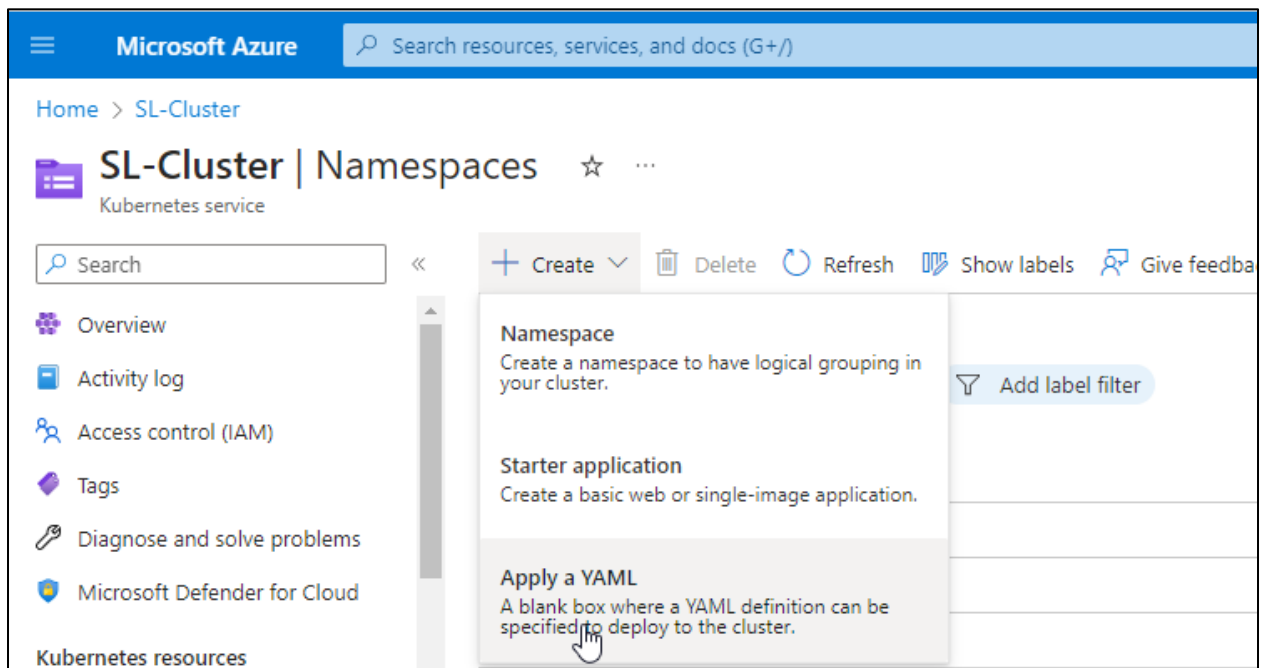 Microsoft Azure
Search resources, services, and docs (G+/)
Home > SL-Cluster
SL-Cluster | Namespaces
Kubernetes service
Search
Create
Delete
Refresh
Show labels
Give feedba
Overview
Activity log
Access control (IAM)
Tags
Diagnose and solve problems
Microsoft Defender for Cloud
Kubernetes resources
Namespace
Create a namespace to have logical grouping in
your cluster.
Add label filter
Starter application
Create a basic web or single-image application.
Apply a YAML
A blank box where a YAML definition can be
specified to deploy to the cluster.